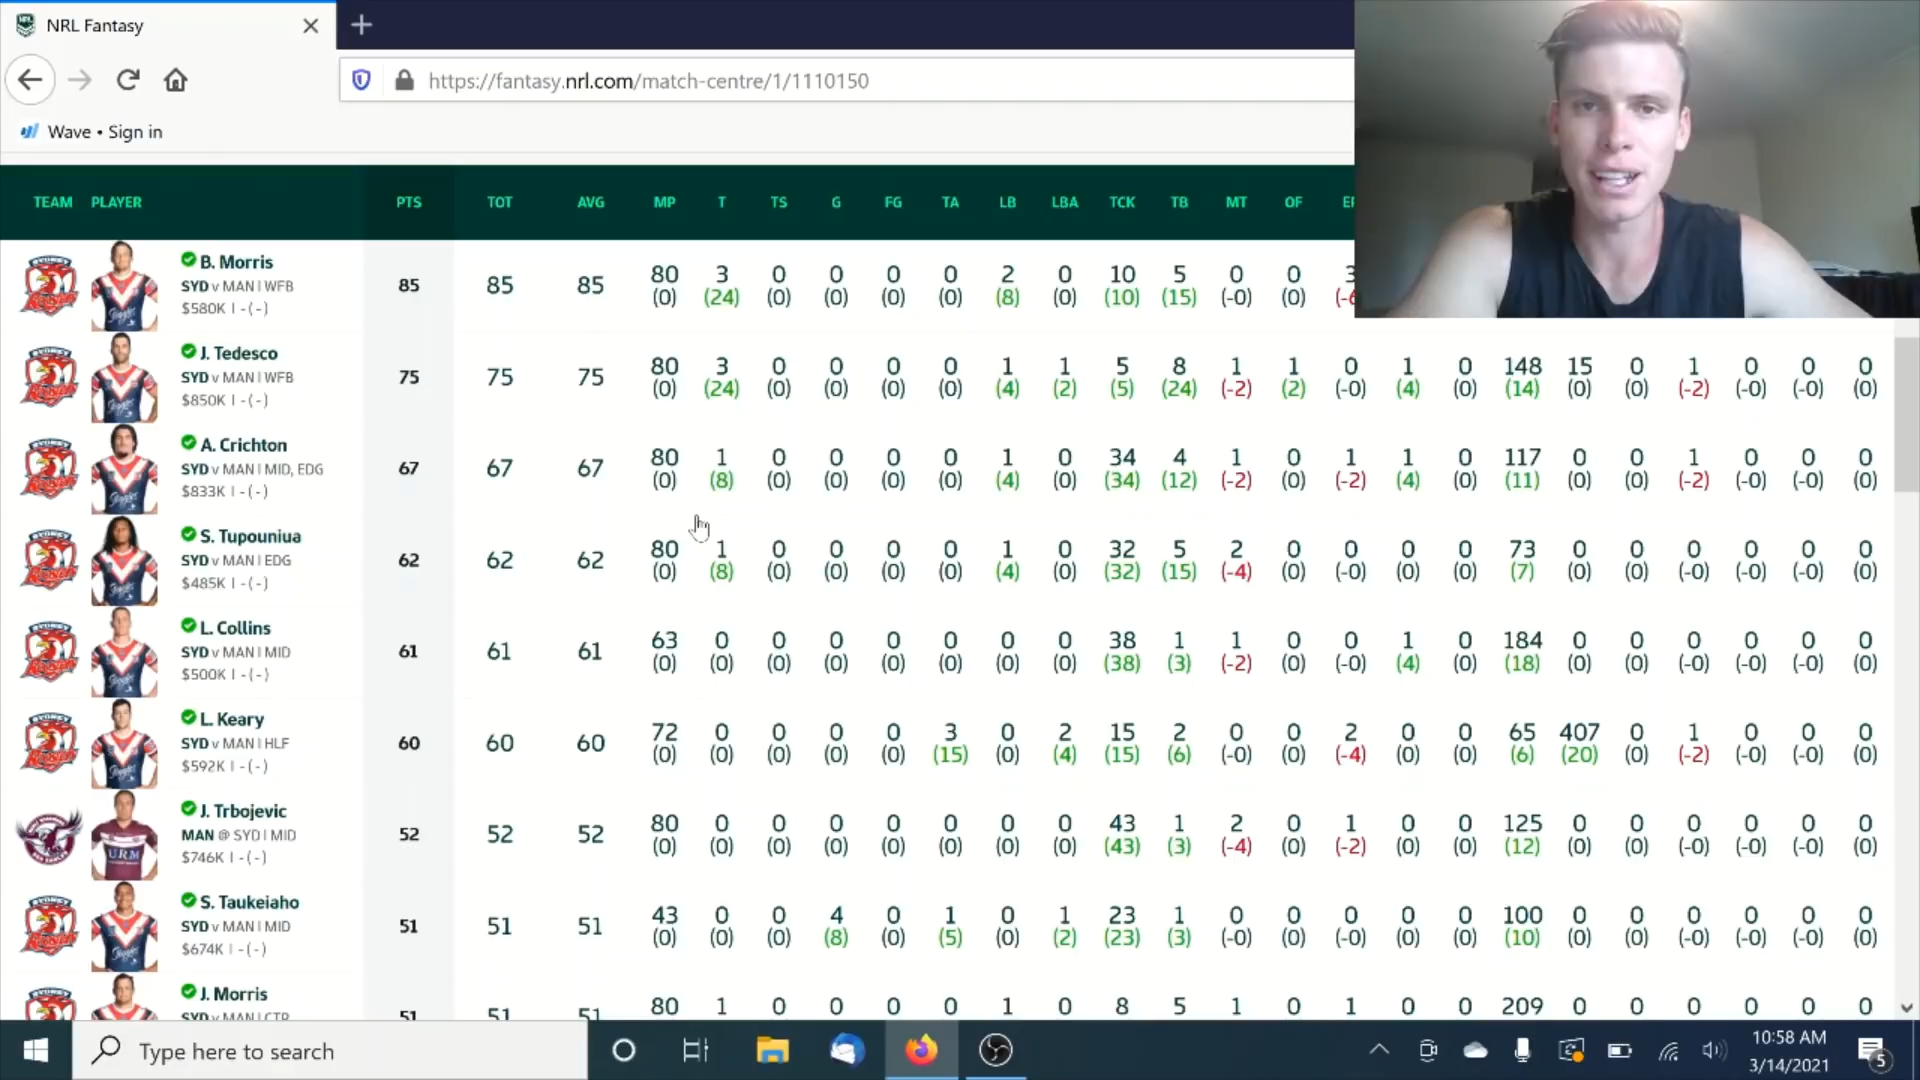 NRL Fantasy
https://fantasy.nrl.com/match-centre/1/1110150
Wave • Sign in
TEAM PLAYER PTS TOT AVG MP T TS G FG TA LB LBA TCK TB MT OF
B. Morris
SYD v MAN | WFB
$580K | - ( - )
85 85 85 80 3 0 0 0 0 2 0 10 5 0 0 3
(0) (24) (0) (0) (0) (0) (8) (0) (10) (15) (-0) (0)
J. Tedesco
SYD v MAN | WFB
$850K | - ( - )
75 75 75 80 3 0 0 0 0 1 1 5 8 1 1 0 1 0 148 15 0 1 0 0 0
(0) (24) (0) (0) (0) (0) (4) (2) (5) (24) (-2) (2) (-0) (4) (0) (14) (0) (0) (-2) (-0) (-0) (0)
A. Crichton
SYD v MAN | MID, EDG
$833K | - ( - )
67 67 67 80 1 0 0 0 0 1 0 34 4 1 0 1 1 0 117 0 0 1 0 0 0
(0) (8) (0) (0) (0) (0) (4) (0) (34) (12) (-2) (0) (-2) (4) (0) (11) (0) (0) (-2) (-0) (-0) (0)
S. Tupouniua
SYD v MAN | EDG
$485K | - ( - )
62 62 62 80 1 0 0 0 0 1 0 32 5 2 0 0 0 0 73 0 0 0 0 0 0
(0) (8) (0) (0) (0) (0) (4) (0) (32) (15) (-4) (0) (-0) (0) (0) (7) (0) (0) (-0) (-0) (-0) (0)
L. Collins
SYD v MAN | MID
$500K | - ( - )
61 61 61 63 0 0 0 0 0 0 0 38 1 1 0 0 1 0 184 0 0 0 0 0 0
(0) (0) (0) (0) (0) (0) (0) (0) (38) (3) (-2) (0) (-0) (4) (0) (18) (0) (0) (-0) (-0) (-0) (0)
L. Keary
SYD v MAN | HLF
$592K | - ( - )
60 60 60 72 0 0 0 0 3 0 2 15 2 0 0 2 0 0 65 407 0 1 0 0 0
(0) (0) (0) (0) (0) (15) (0) (4) (15) (6) (-0) (0) (-4) (0) (0) (6) (20) (0) (-2) (-0) (-0) (0)
J. Trbojevic
MAN @ SYD | MID
$746K | - ( - )
URM
52 52 52 80 0 0 0 0 0 0 0 43 1 2 0 1 0 0 125 0 0 0 0 0 0
(0) (0) (0) (0) (0) (0) (0) (0) (43) (3) (-4) (0) (-2) (0) (0) (12) (0) (0) (-0) (-0) (-0) (0)
S. Taukeiaho
SYD v MAN | MID
$674K | - ( - )
51 51 51 43 0 0 4 0 1 0 1 23 1 0 0 0 0 0 100 0 0 0 0 0 0
(0) (0) (0) (8) (0) (5) (0) (2) (23) (3) (-0) (0) (-0) (0) (0) (10) (0) (0) (-0) (-0) (-0) (0)
J. Morris
SYD v MAN | CTR
51 51 51 80 1 0 0 0 0 1 0 8 5 1 0 1 0 0 209 0 0 0 0 0 0
Type here to search
10:58 AM
3/14/2021
5